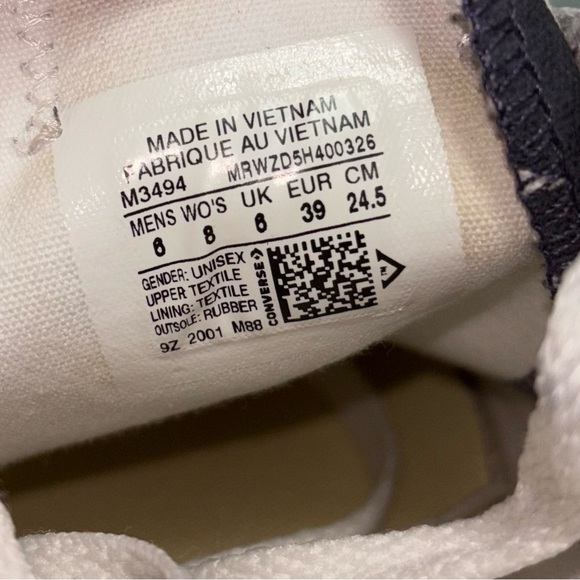 MADE IN VIETNAM
FABRIQUE AU VIETNAM
M3494 MRWZD5H400326
MENS WO'S UK EUR CM
6 8 6 39 24.5
GENDER: UNISEX
UPPER TEXTILE
LINING: TEXTILE
OUTSOLE: RUBBER
9Z 2001 M88
CONVERSE
TM